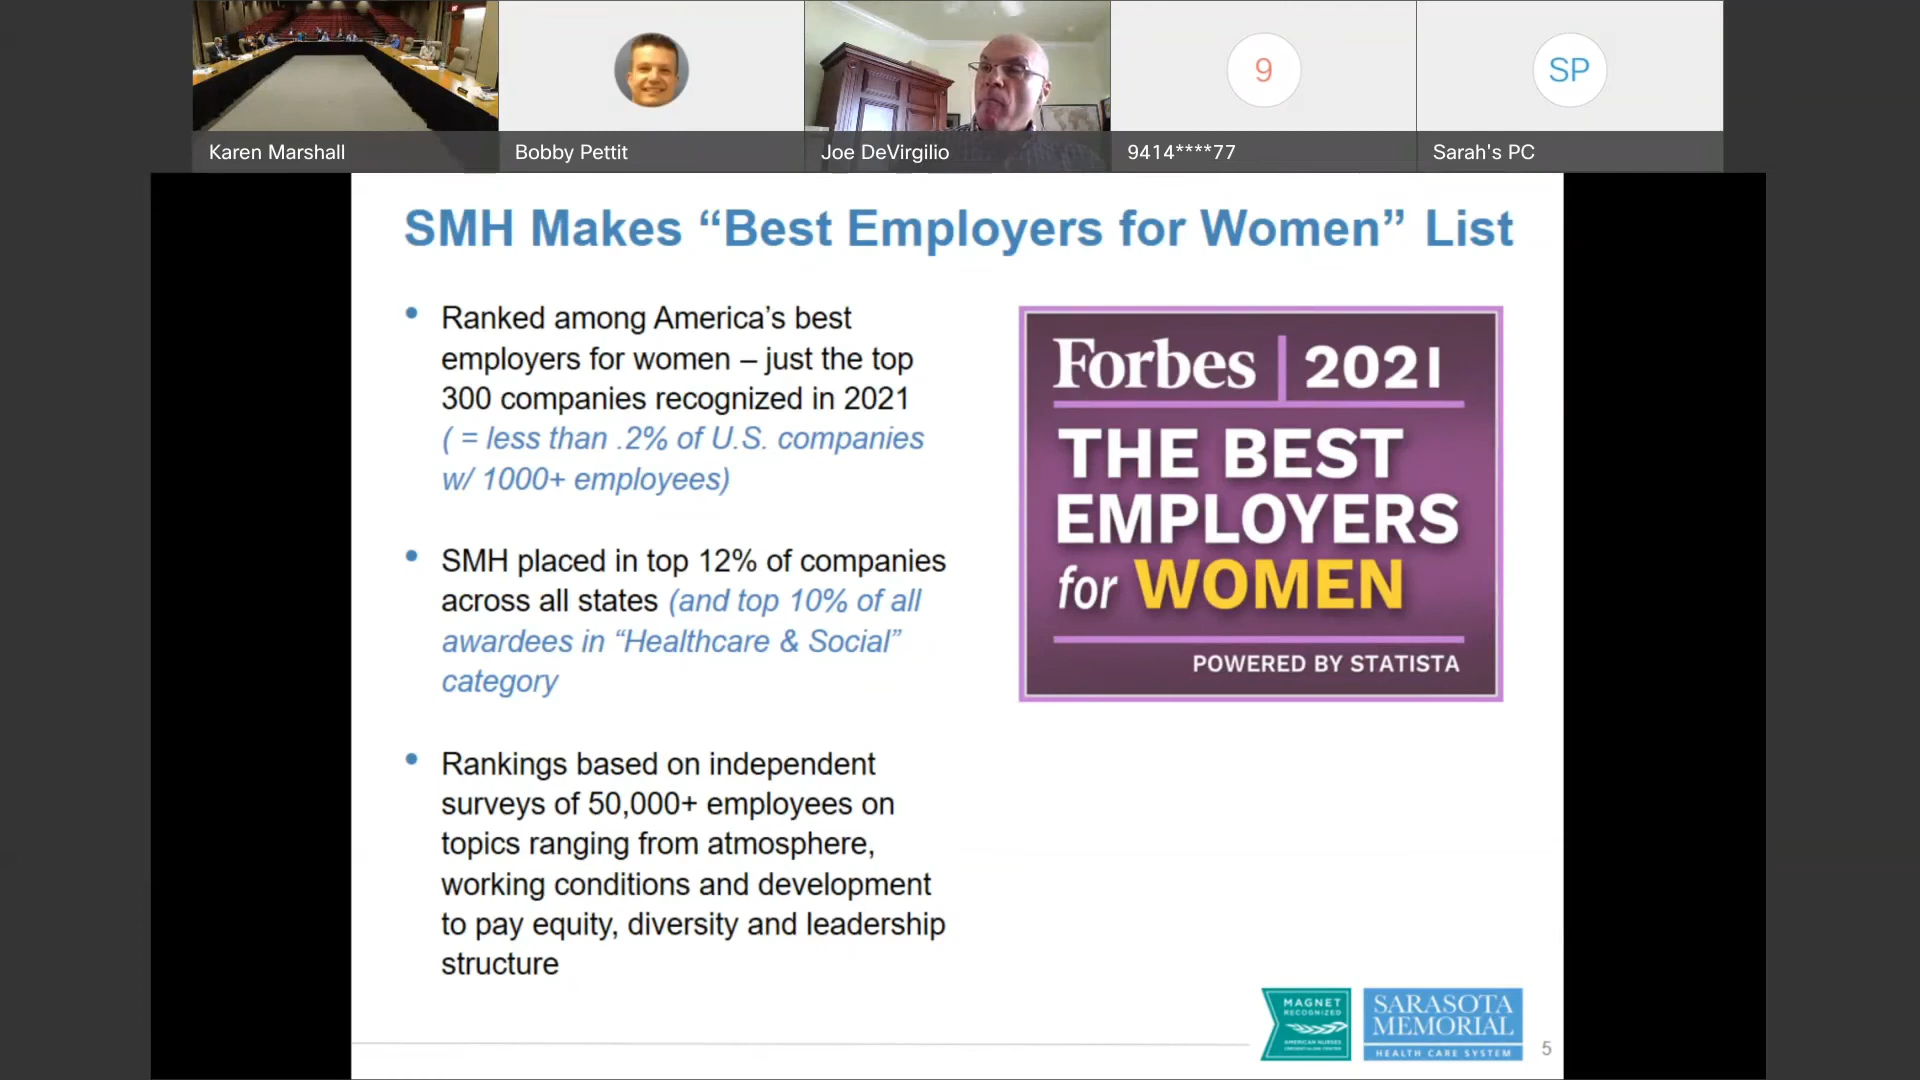 9
SP
Karen Marshall
Bobby Pettit
Joe DeVirgilio
9414****77
Sarah's PC
SMH Makes “Best Employers for Women” List
• Ranked among America’s best
employers for women – just the top
300 companies recognized in 2021
( = less than .2% of U.S. companies
w/ 1000+ employees)
• SMH placed in top 12% of companies
across all states (and top 10% of all
awardees in “Healthcare & Social”
category
• Rankings based on independent
surveys of 50,000+ employees on
topics ranging from atmosphere,
working conditions and development
to pay equity, diversity and leadership
structure
Forbes | 2021
THE BEST
EMPLOYERS
for WOMEN
POWERED BY STATISTA
MAGNET
RECOGNIZED
AMERICAN NURSES
SARASOTA
MEMORIAL
HEALTH CARE SYSTEM
5